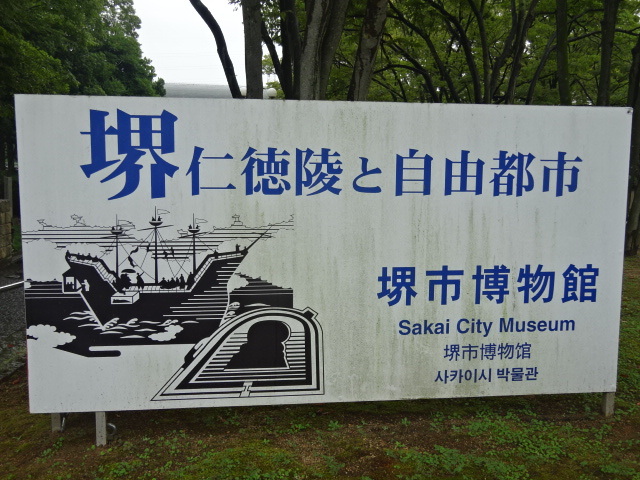 堺仁徳陵と自由都市
堺市博物館
Sakai City Museum
堺市博物馆
사카이시 박물관